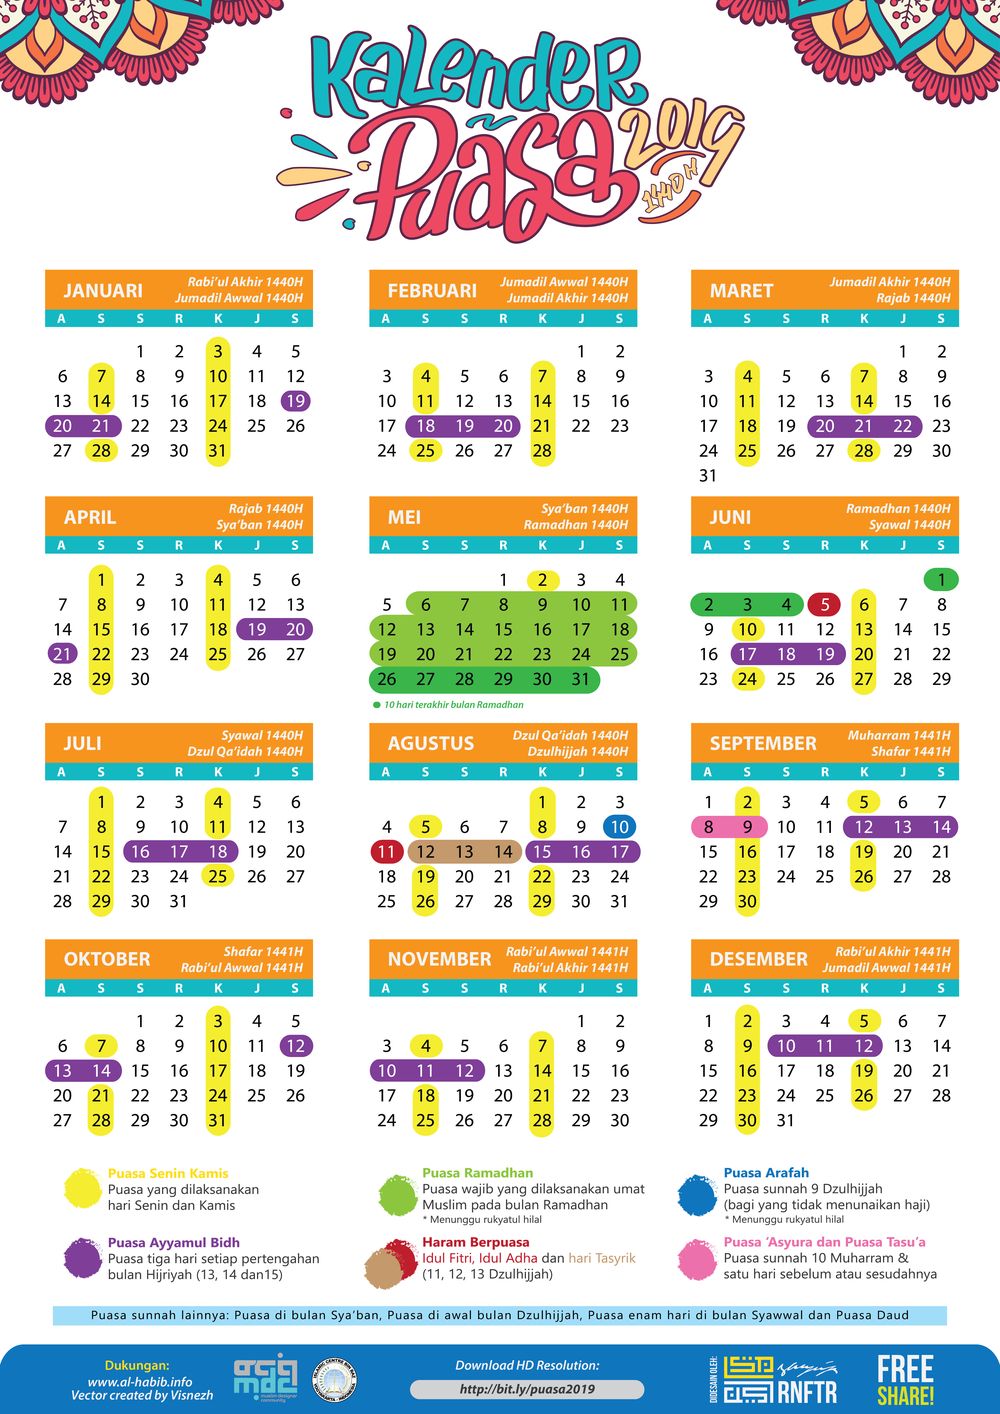 Kalender
Puasa 2019
1440 H
JANUARI
Rabi'ul Akhir 1440H
Jumadil Awwal 1440H
A S S R K J S
1 2 3 4 5
6 7 8 9 10 11 12
13 14 15 16 17 18 19
20 21 22 23 24 25 26
27 28 29 30 31
FEBRUARI
Jumadil Awwal 1440H
Jumadil Akhir 1440H
A S S R K J S
1 2
3 4 5 6 7 8 9
10 11 12 13 14 15 16
17 18 19 20 21 22 23
24 25 26 27 28
MARET
Jumadil Akhir 1440H
Rajab 1440H
A S S R K J S
1 2
3 4 5 6 7 8 9
10 11 12 13 14 15 16
17 18 19 20 21 22 23
24 25 26 27 28 29 30
31
APRIL
Rajab 1440H
Sya'ban 1440H
A S S R K J S
1 2 3 4 5 6
7 8 9 10 11 12 13
14 15 16 17 18 19 20
21 22 23 24 25 26 27
28 29 30
MEI
Sya'ban 1440H
Ramadhan 1440H
A S S R K J S
1 2 3 4
5 6 7 8 9 10 11
12 13 14 15 16 17 18
19 20 21 22 23 24 25
26 27 28 29 30 31
10 hari terakhir bulan Ramadhan
JUNI
Ramadhan 1440H
Syawal 1440H
A S S R K J S
1
2 3 4 5 6 7 8
9 10 11 12 13 14 15
16 17 18 19 20 21 22
23 24 25 26 27 28 29
JULI
Syawal 1440H
Dzul Qa'idah 1440H
A S S R K J S
1 2 3 4 5 6
7 8 9 10 11 12 13
14 15 16 17 18 19 20
21 22 23 24 25 26 27
28 29 30 31
AGUSTUS
Dzul Qa'idah 1440H
Dzulhijjah 1440H
A S S R K J S
1 2 3
4 5 6 7 8 9 10
11 12 13 14 15 16 17
18 19 20 21 22 23 24
25 26 27 28 29 30 31
SEPTEMBER
Muharram 1441H
Shafar 1441H
A S S R K J S
1 2 3 4 5 6 7
8 9 10 11 12 13 14
15 16 17 18 19 20 21
22 23 24 25 26 27 28
29 30
OKTOBER
Shafar 1441H
Rabi'ul Awwal 1441H
A S S R K J S
1 2 3 4 5
6 7 8 9 10 11 12
13 14 15 16 17 18 19
20 21 22 23 24 25 26
27 28 29 30 31
NOVEMBER
Rabi'ul Awwal 1441H
Rabi'ul Akhir 1441H
A S S R K J S
1 2
3 4 5 6 7 8 9
10 11 12 13 14 15 16
17 18 19 20 21 22 23
24 25 26 27 28 29 30
DESEMBER
Rabi'ul Akhir 1441H
Jumadil Awwal 1441H
A S S R K J S
1 2 3 4 5 6 7
8 9 10 11 12 13 14
15 16 17 18 19 20 21
22 23 24 25 26 27 28
29 30 31
Puasa Senin Kamis
Puasa yang dilaksanakan
hari Senin dan Kamis
Puasa Ramadhan
Puasa wajib yang dilaksanakan umat
Muslim pada bulan Ramadhan
* Menunggu rukyatul hilal
Puasa Arafah
Puasa sunnah 9 Dzulhijjah
(bagi yang tidak menunaikan haji)
* Menunggu rukyatul hilal
Puasa Ayyamul Bidh
Puasa tiga hari setiap pertengahan
bulan Hijriyah (13, 14 dan15)
Haram Berpuasa
Idul Fitri, Idul Adha dan hari Tasyrik
(11, 12, 13 Dzulhijjah)
Puasa 'Asyura dan Puasa Tasu'a
Puasa sunnah 10 Muharram &
satu hari sebelum atau sesudahnya
Puasa sunnah lainnya: Puasa di bulan Sya'ban, Puasa di awal bulan Dzulhijjah, Puasa enam hari di bulan Syawwal dan Puasa Daud
Dukungan:
www.al-habib.info
Vector created by Visnezh
muslim designer
community
Download HD Resolution:
http://bit.ly/puasa2019
DIDESAIN OLEH:
RNFTR
FREE
SHARE!